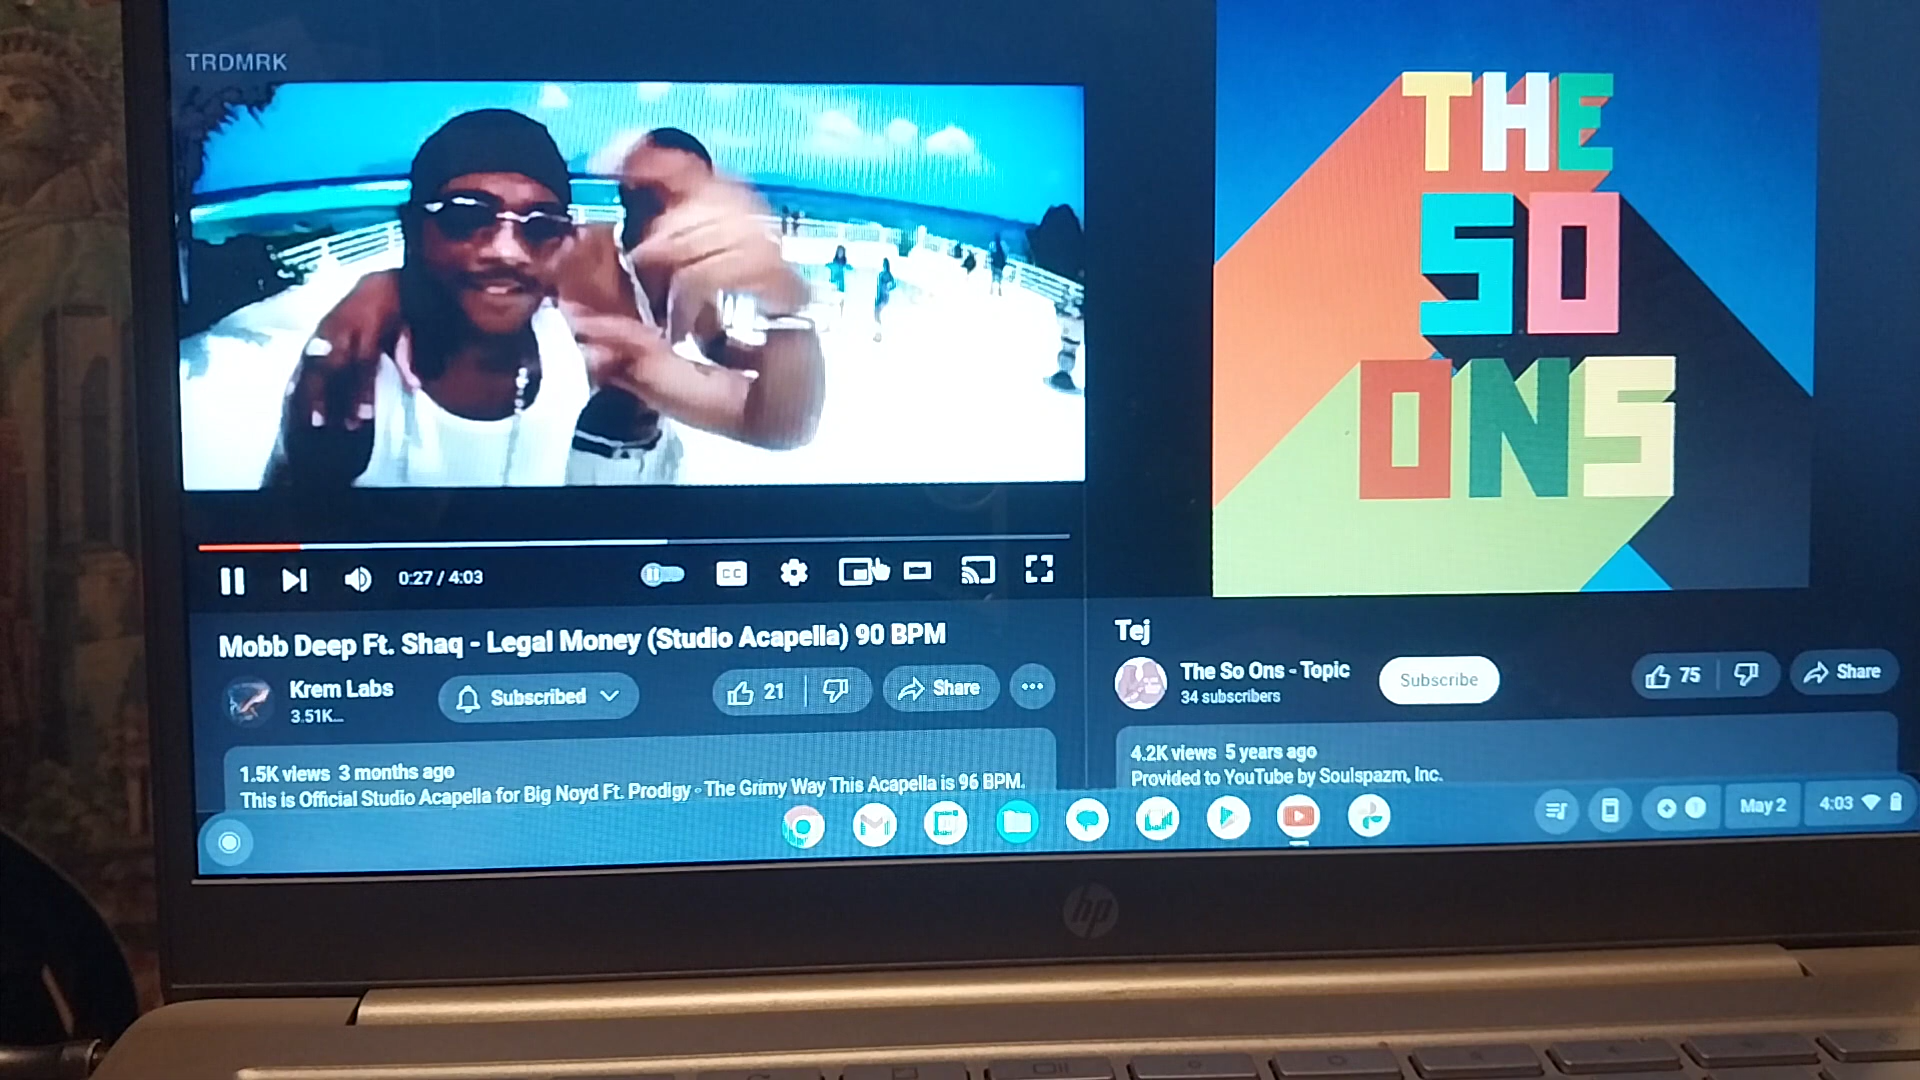 TRDMRK
0:27 / 4:03
CC
Mobb Deep Ft. Shaq - Legal Money (Studio Acapella) 90 BPM
Krem Labs
3.51K...
Subscribed
21
Share
1.5K views 3 months ago
This is Official Studio Acapella for Big Noyd Ft. Prodigy - The Grimy Way This Acapella is 96 BPM.
THE
SO
ONS
Tej
The So Ons - Topic
34 subscribers
Subscribe
75
Share
4.2K views 5 years ago
Provided to YouTube by Soulspazm, Inc.
May 2
4:03
hp